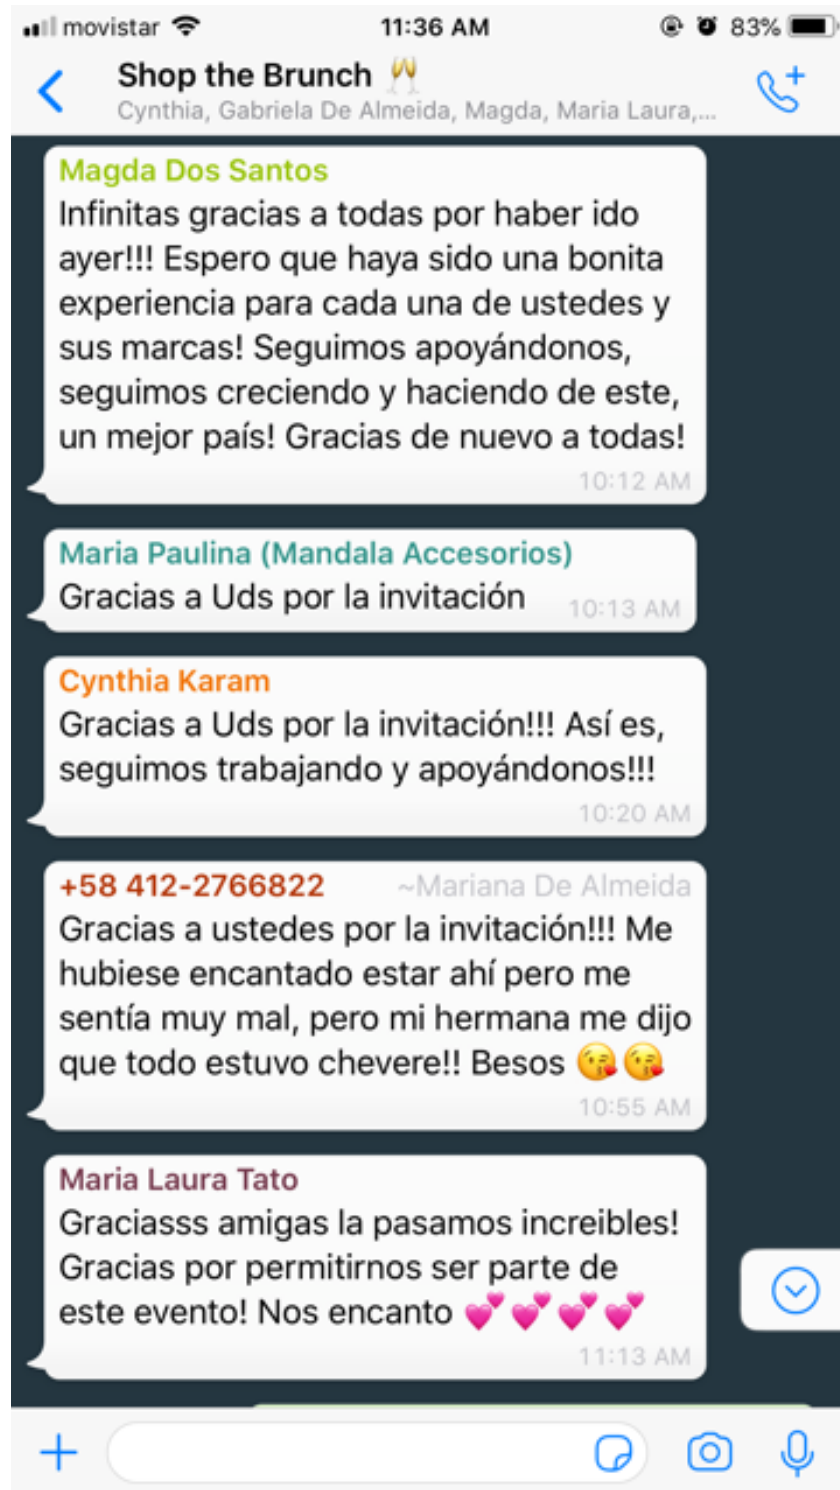 movistar 11:36 AM 83%
Shop the Brunch 🥂
Cynthia, Gabriela De Almeida, Magda, Maria Laura,...
Magda Dos Santos
Infinitas gracias a todas por haber ido
ayer!!! Espero que haya sido una bonita
experiencia para cada una de ustedes y
sus marcas! Seguimos apoyándonos,
seguimos creciendo y haciendo de este,
un mejor país! Gracias de nuevo a todas!
10:12 AM
Maria Paulina (Mandala Accesorios)
Gracias a Uds por la invitación 10:13 AM
Cynthia Karam
Gracias a Uds por la invitación!!! Así es,
seguimos trabajando y apoyándonos!!!
10:20 AM
+58 412-2766822 ~Mariana De Almeida
Gracias a ustedes por la invitación!!! Me
hubiese encantado estar ahí pero me
sentía muy mal, pero mi hermana me dijo
que todo estuvo chevere!! Besos 😘😘
10:55 AM
Maria Laura Tato
Graciasss amigas la pasamos increibles!
Gracias por permitirnos ser parte de
este evento! Nos encanto 💕💕💕💕
11:13 AM